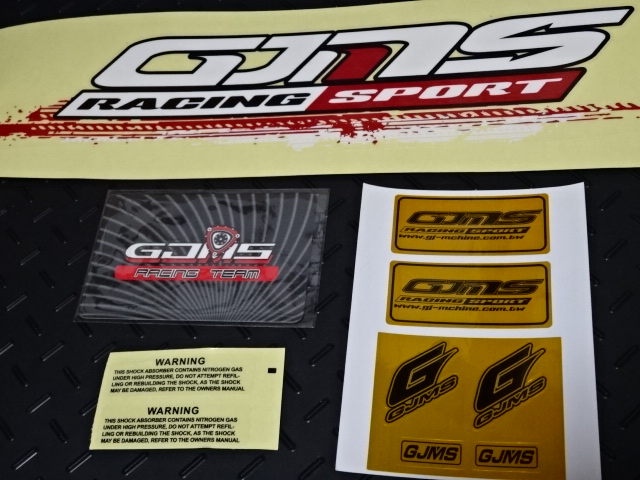 GJMS
RACING SPORT
GJMS
RACING TEAM
GJMS
RACING SPORT
www.gj-mchine.com.tw
GJMS
RACING SPORT
www.gj-mchine.com.tw
WARNING
THIS SHOCK ABSORBER CONTAINS NITROGEN GAS
UNDER HIGH PRESSURE, DO NOT ATTEMPT REFIL-
LING OR REBUILDING THE SHOCK, AS THE SHOCK
MAY BE DAMAGED, REFER TO THE OWNERS MANUAL
WARNING
THIS SHOCK ABSORBER CONTAINS NITROGEN GAS
UNDER HIGH PRESSURE, DO NOT ATTEMPT REFIL-
LING OR REBUILDING THE SHOCK, AS THE SHOCK
MAY BE DAMAGED, REFER TO THE OWNERS MANUAL
G G
GJMS GJMS
GJMS GJMS